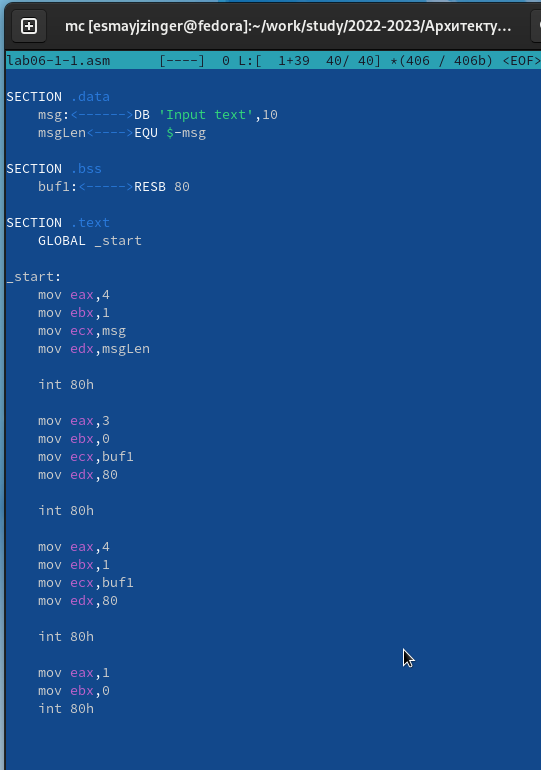 mc [esmayjzinger@fedora]:~/work/study/2022-2023/Архитекту...
lab06-1-1.asm [----] 0 L:[ 1+39 40/ 40] *(406 / 406b) <EOF>
SECTION .data
msg:<------>DB 'Input text',10
msgLen<---->EQU $-msg
SECTION .bss
buf1:<----->RESB 80
SECTION .text
GLOBAL _start
_start:
mov eax,4
mov ebx,1
mov ecx,msg
mov edx,msgLen
int 80h
mov eax,3
mov ebx,0
mov ecx,buf1
mov edx,80
int 80h
mov eax,4
mov ebx,1
mov ecx,buf1
mov edx,80
int 80h
mov eax,1
mov ebx,0
int 80h